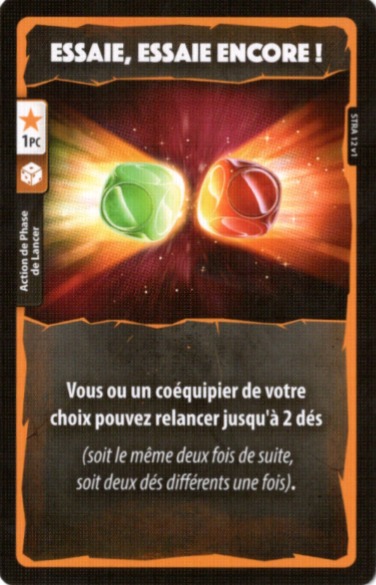 ESSAIE, ESSAIE ENCORE !
1PC
STRA 12 v1
Action de Phase
de Lancer
Vous ou un coéquipier de votre
choix pouvez relancer jusqu'à 2 dés
(soit le même deux fois de suite,
soit deux dés différents une fois).